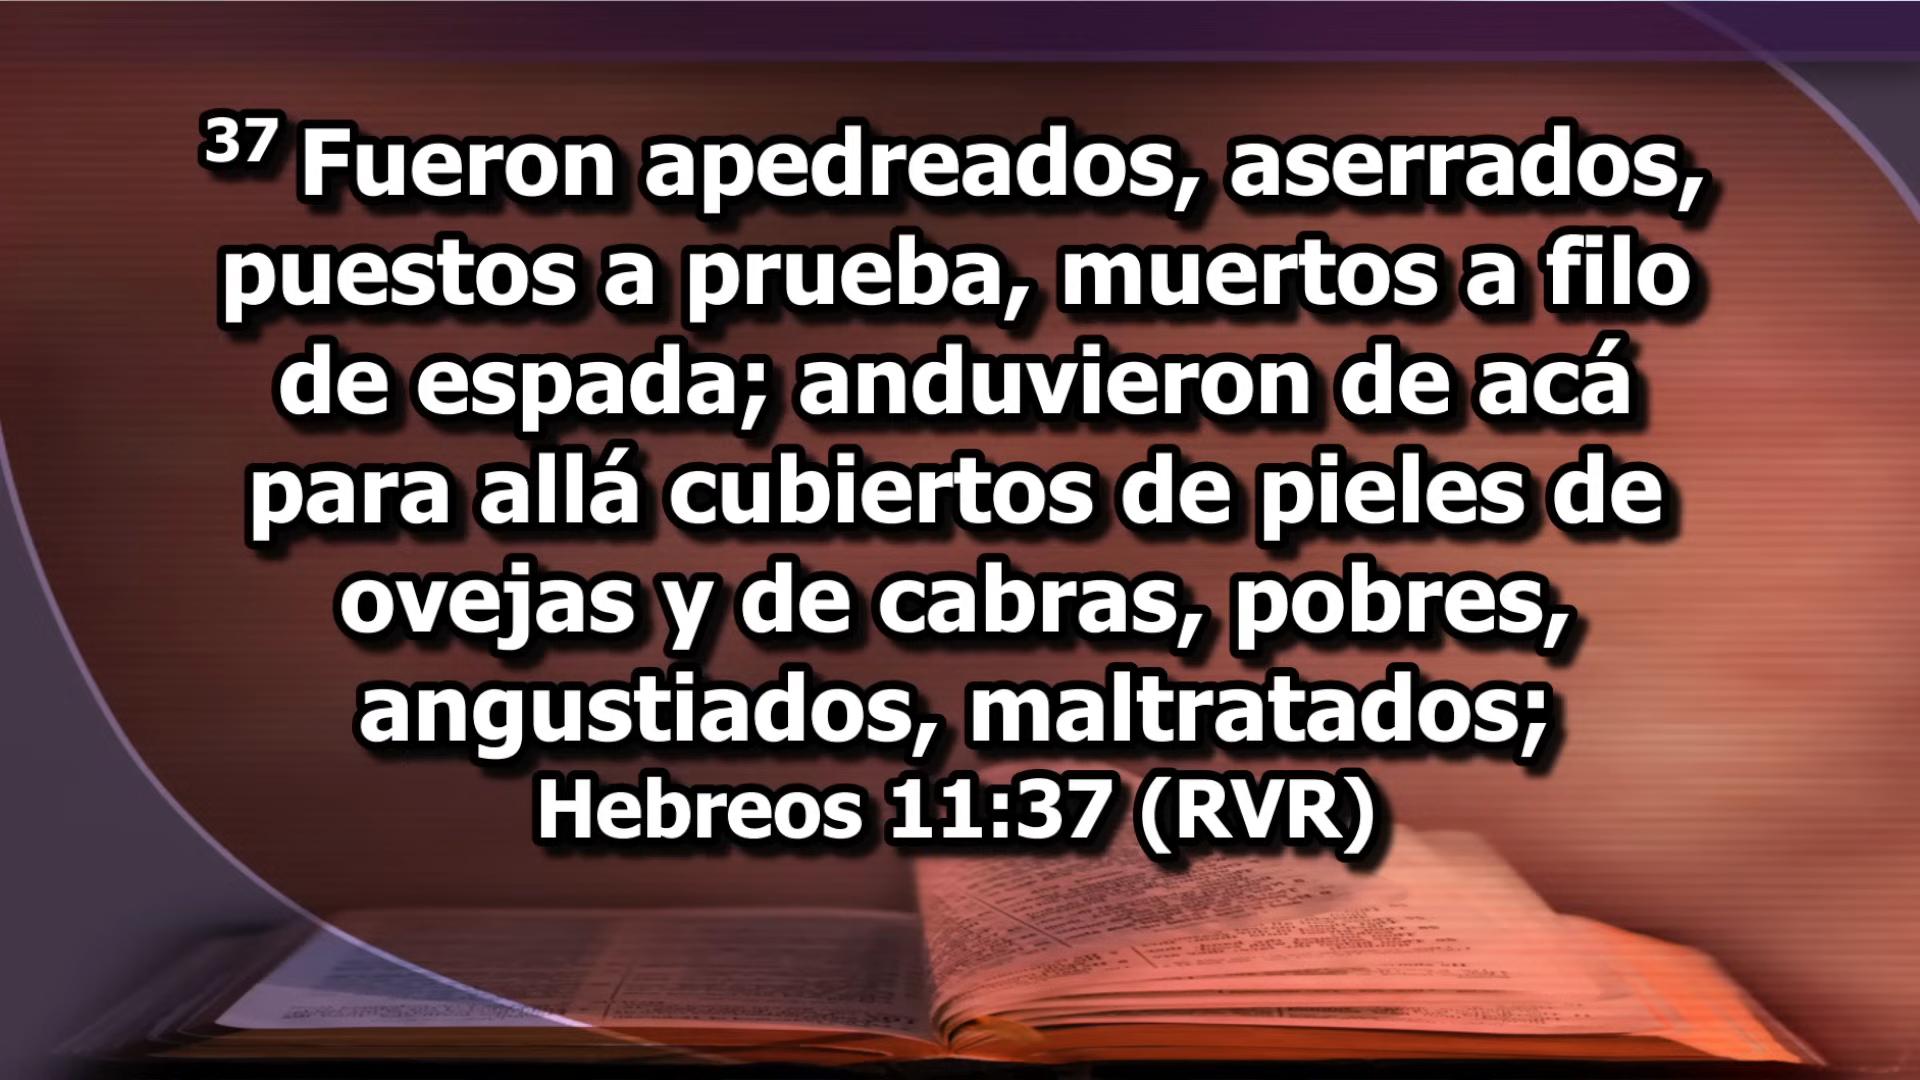 37 Fueron apedreados, aserrados,
puestos a prueba, muertos a filo
de espada; anduvieron de acá
para allá cubiertos de pieles de
ovejas y de cabras, pobres,
angustiados, maltratados;
Hebreos 11:37 (RVR)